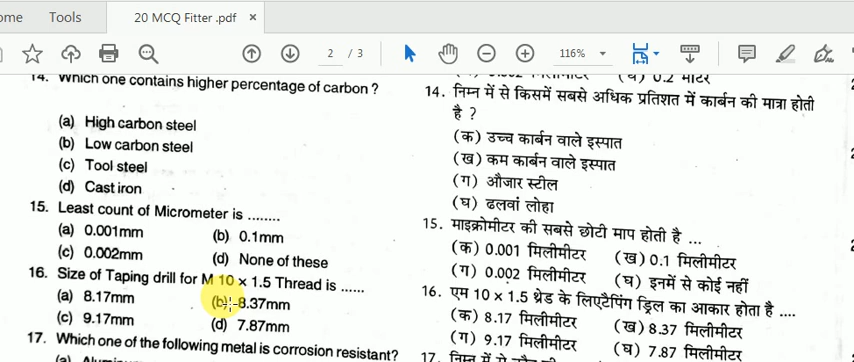 ome
Tools
20 MCQ Fitter .pdf
×
2 / 3
116%
14. Which one contains higher percentage of carbon ?
(a) High carbon steel
(b) Low carbon steel
(c) Tool steel
(d) Cast iron
15. Least count of Micrometer is ........
(a) 0.001mm
(b) 0.1mm
(c) 0.002mm
(d) None of these
16. Size of Taping drill for M 10 × 1.5 Thread is ......
(a) 8.17mm
(b) 8.37mm
(c) 9.17mm
(d) 7.87mm
17. Which one of the following metal is corrosion resistant?
(घ) 0.2 मीटर
14. निम्न में से किसमें सबसे अधिक प्रतिशत में कार्बन की मात्रा होती
है ?
(क) उच्च कार्बन वाले इस्पात
(ख) कम कार्बन वाले इस्पात
(ग) औजार स्टील
(घ) ढलवां लोहा
15. माइक्रोमीटर की सबसे छोटी माप होती है ...
(क) 0.001 मिलीमीटर
(ख) 0.1 मिलीमीटर
(ग) 0.002 मिलीमीटर
(घ) इनमें से कोई नहीं
16. एम 10 × 1.5 थ्रेड के लिएटैपिंग ड्रिल का आकार होता है ....
(क) 8.17 मिलीमीटर
(ख) 8.37 मिलीमीटर
(ग) 9.17 मिलीमीटर
(घ) 7.87 मिलीमीटर
17.